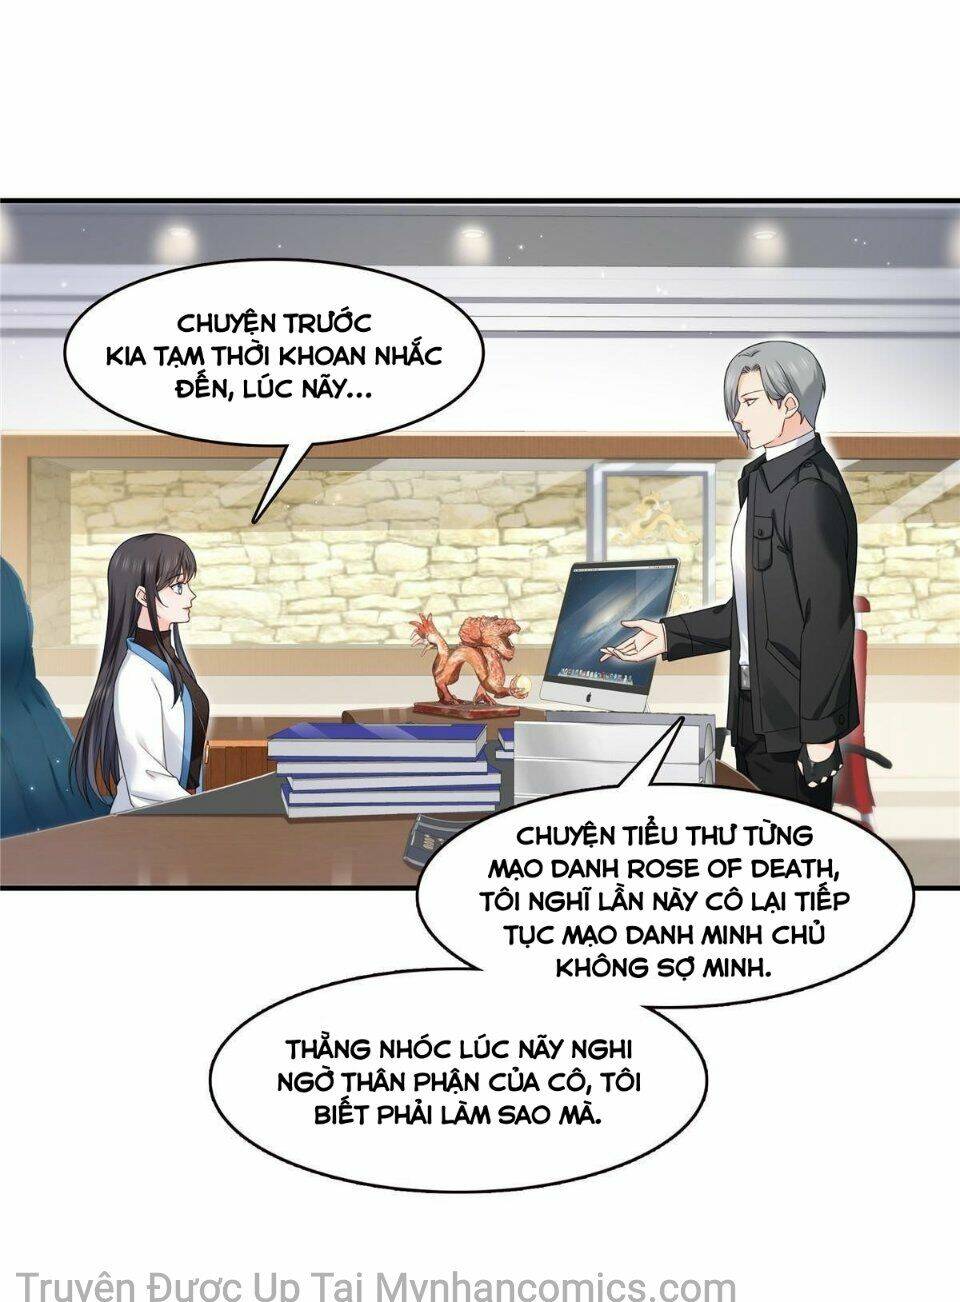 CHUYỆN TRƯỚC
KIA TẠM THỜI KHOAN NHẮC
ĐẾN, LÚC NÃY...
CHUYỆN TIỂU THƯ TỪNG
MẠO DANH ROSE OF DEATH,
TÔI NGHĨ LẦN NÀY CÔ LẠI TIẾP
TỤC MẠO DANH MINH CHỦ
KHÔNG SỢ MINH.
THẰNG NHÓC LÚC NÃY NGHI
NGỜ THÂN PHẬN CỦA CÔ, TÔI
BIẾT PHẢI LÀM SAO MÀ.
Truyện Được Up Tại Mynhancomics.com